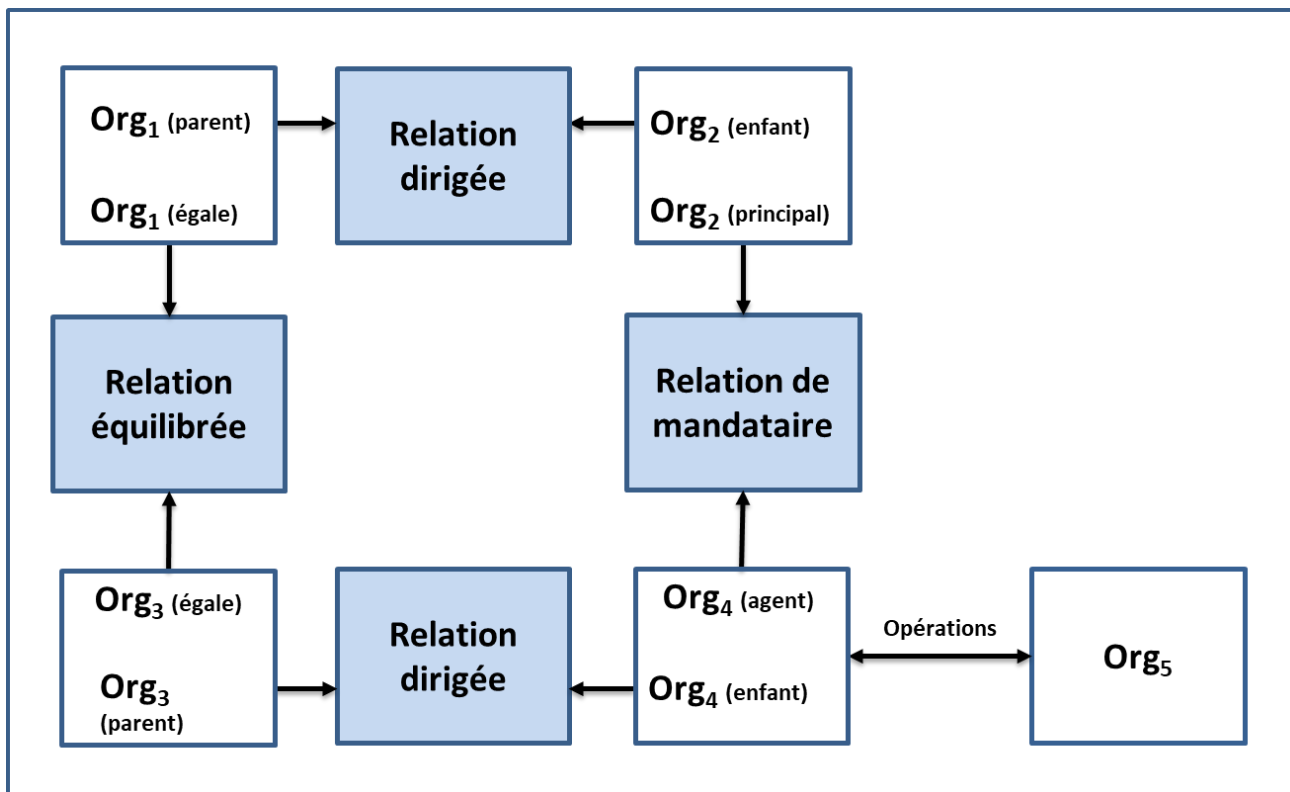 Org₁ (parent)
Org₁ (égale)
Relation
dirigée
Org₂ (enfant)
Org₂ (principal)
Relation
équilibrée
Relation de
mandataire
Org₃ (égale)
Org₃
(parent)
Relation
dirigée
Org₄ (agent)
Org₄ (enfant)
Opérations
Org₅